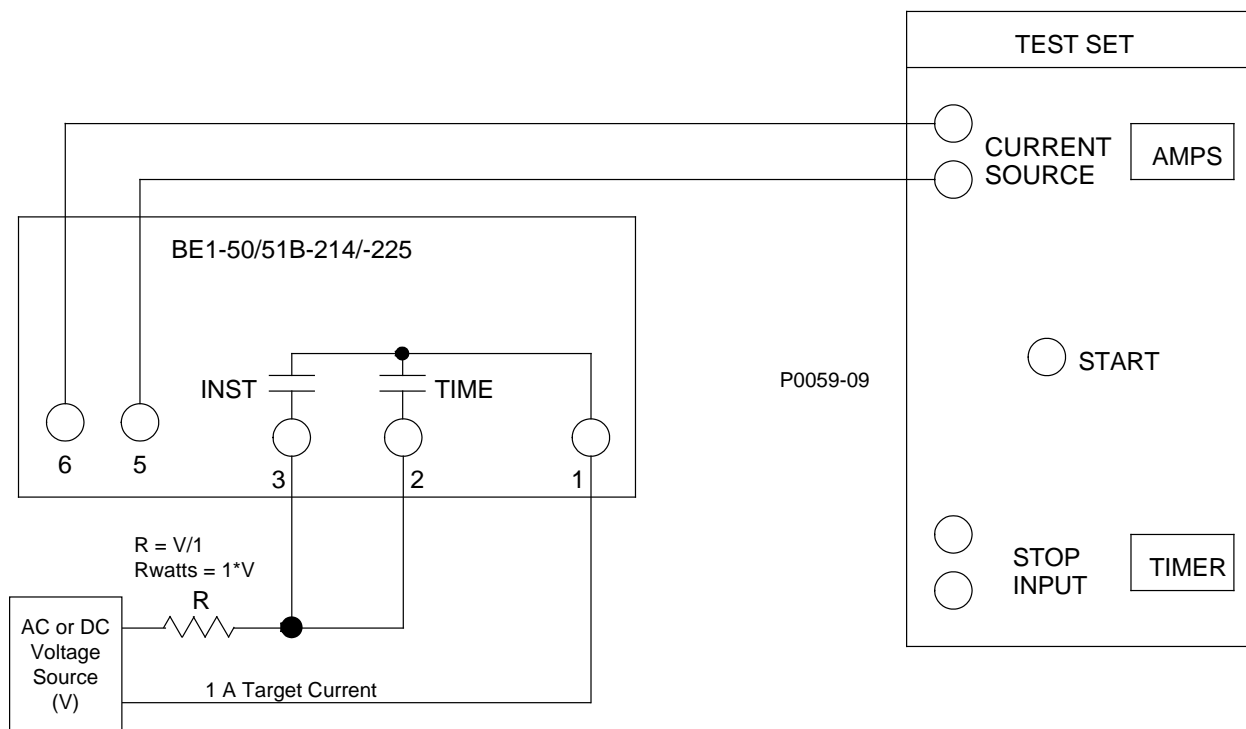 TEST SET
CURRENT
SOURCE
AMPS
BE1-50/51B-214/-225
P0059-09
START
INST
TIME
6
5
3
2
1
R = V/1
Rwatts = 1*V
R
STOP
INPUT
TIMER
AC or DC
Voltage
Source
(V)
1 A Target Current